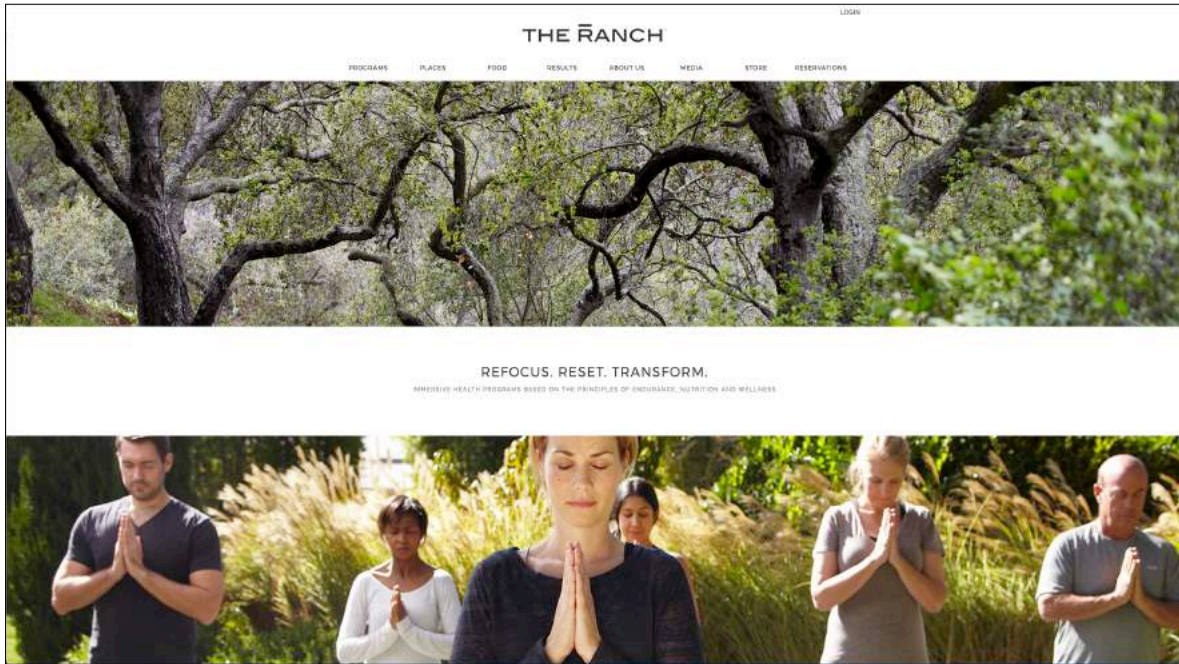 LOGIN
THE RANCH
PROGRAMS PLACES FOOD RESULTS ABOUT US MEDIA STORE RESERVATIONS
REFOCUS. RESET. TRANSFORM.
IMMERSIVE HEALTH PROGRAMS BASED ON THE PRINCIPLES OF ENDURANCE, NUTRITION AND WELLNESS